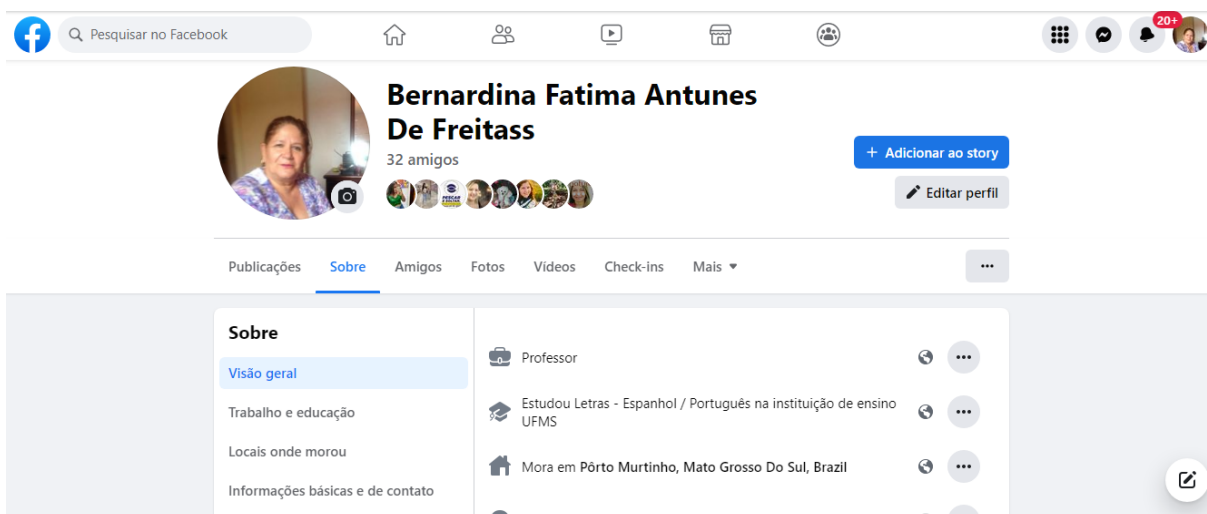 Pesquisar no Facebook
20+
Bernardina Fatima Antunes
De Freitass
32 amigos
+ Adicionar ao story
Editar perfil
Publicações Sobre Amigos Fotos Vídeos Check-ins Mais
Sobre
Visão geral
Trabalho e educação
Locais onde morou
Informações básicas e de contato
Professor
Estudou Letras - Espanhol / Português na instituição de ensino
UFMS
Mora em Pôrto Murtinho, Mato Grosso Do Sul, Brazil